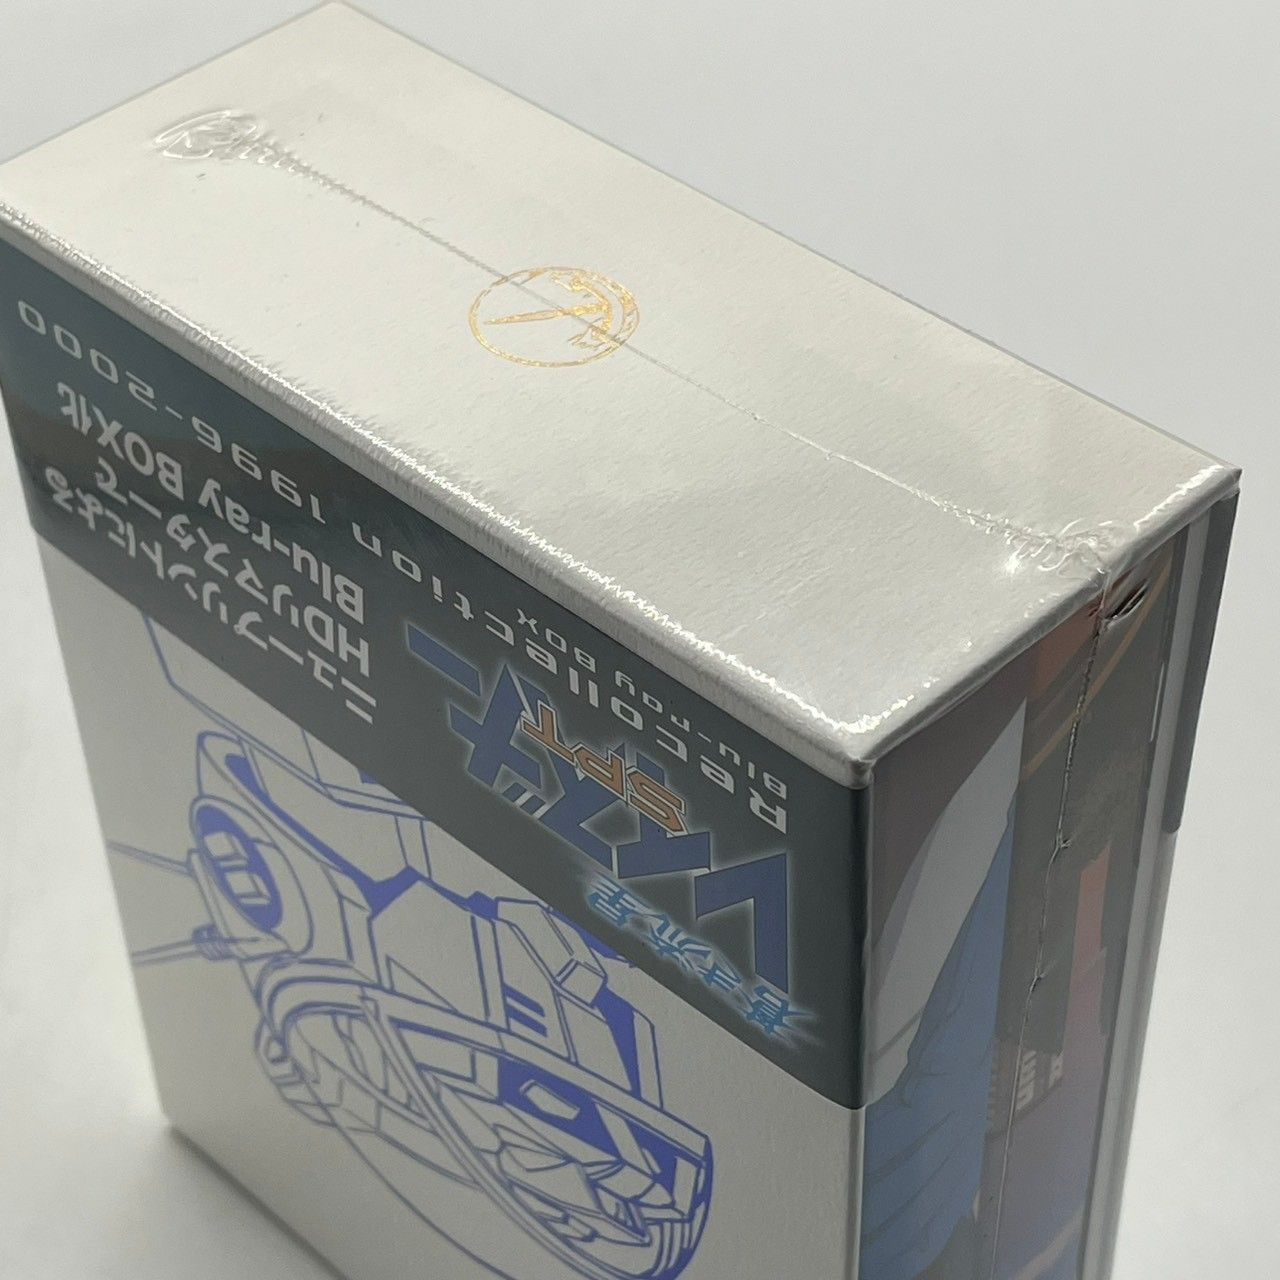 蒼き流星
SPT
レイズナー
Blu-ray BOX
Recollection 1996-2000
ニュープリントによる
HDリマスターで
Blu-ray BOX化